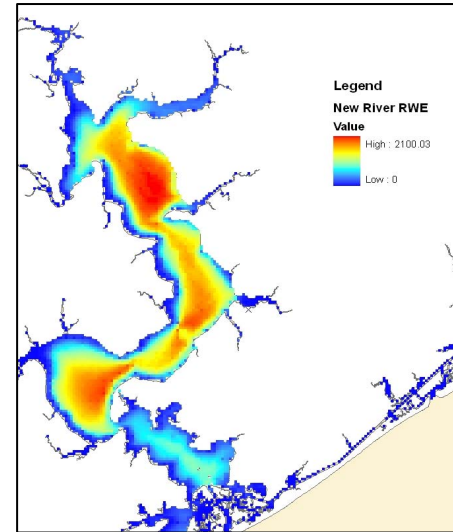 Legend
New River RWE
Value
High : 2100.03
Low : 0